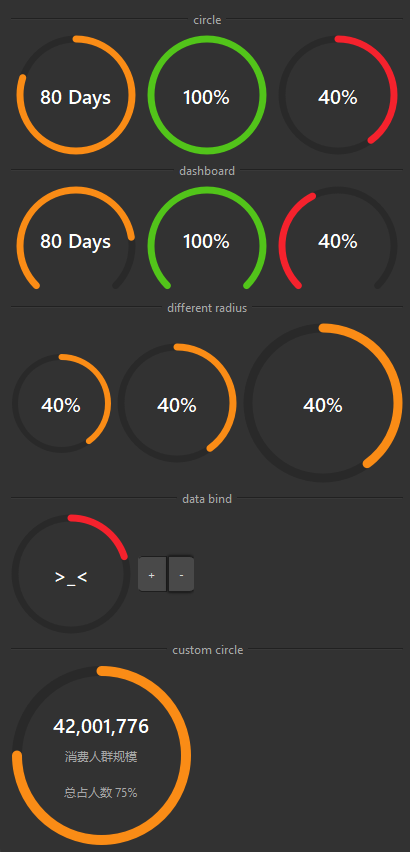 circle
80 Days
100%
40%
dashboard
80 Days
100%
40%
different radius
40%
40%
40%
data bind
>_<
+
-
custom circle
42,001,776
消费人群规模
总占人数 75%